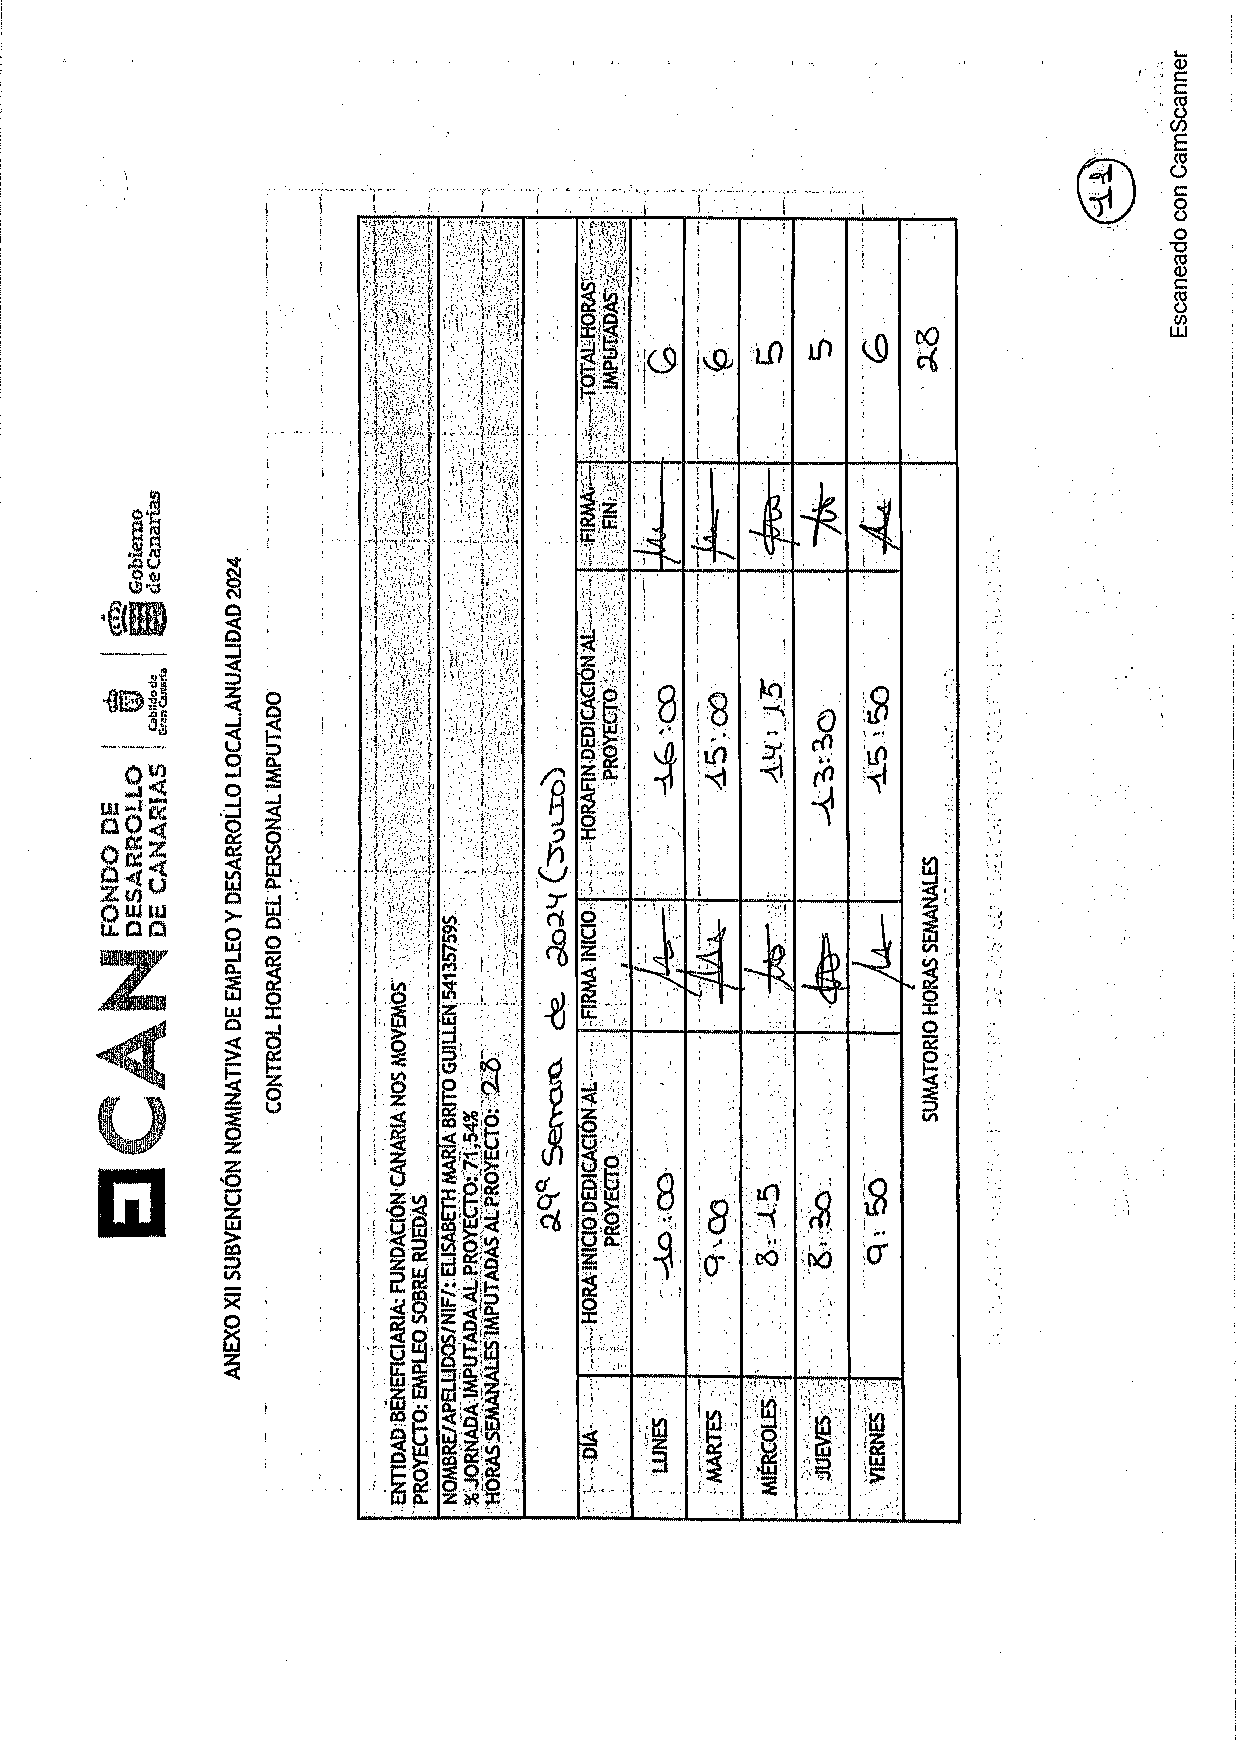 FCAN FONDO DE
DESARROLLO
DE CANARIAS
Cabildo de
Gran Canaria
Gobierno
de Canarias
ANEXO XII SUBVENCIÓN NOMINATIVA DE EMPLEO Y DESARROLLO LOCAL ANUALIDAD 2024
CONTROL HORARIO DEL PERSONAL IMPUTADO
ENTIDAD BENEFICIARIA: FUNDACIÓN CANARIA NOS MOVEMOS
PROYECTO: EMPLEO SOBRE RUEDAS
NOMBRE/APELLIDOS/NIF/: ELISABETH MARÍA BRITO GUILLEN 54135759S
% JORNADA IMPUTADA AL PROYECTO: 71,54%
HORAS SEMANALES IMPUTADAS AL PROYECTO: 28
29ª Semana de 2024 (JULIO)
DÍA HORA INICIO DEDICACIÓN AL PROYECTO FIRMA INICIO HORA FIN DEDICACIÓN AL PROYECTO FIRMA FIN TOTAL HORAS IMPUTADAS
LUNES 10:00 16:00 6
MARTES 9:00 15:00 6
MIÉRCOLES 8:15 14:15 5
JUEVES 8:30 13:30 5
VIERNES 9:50 15:50 6
SUMATORIO HORAS SEMANALES 28
11
Escaneado con CamScanner